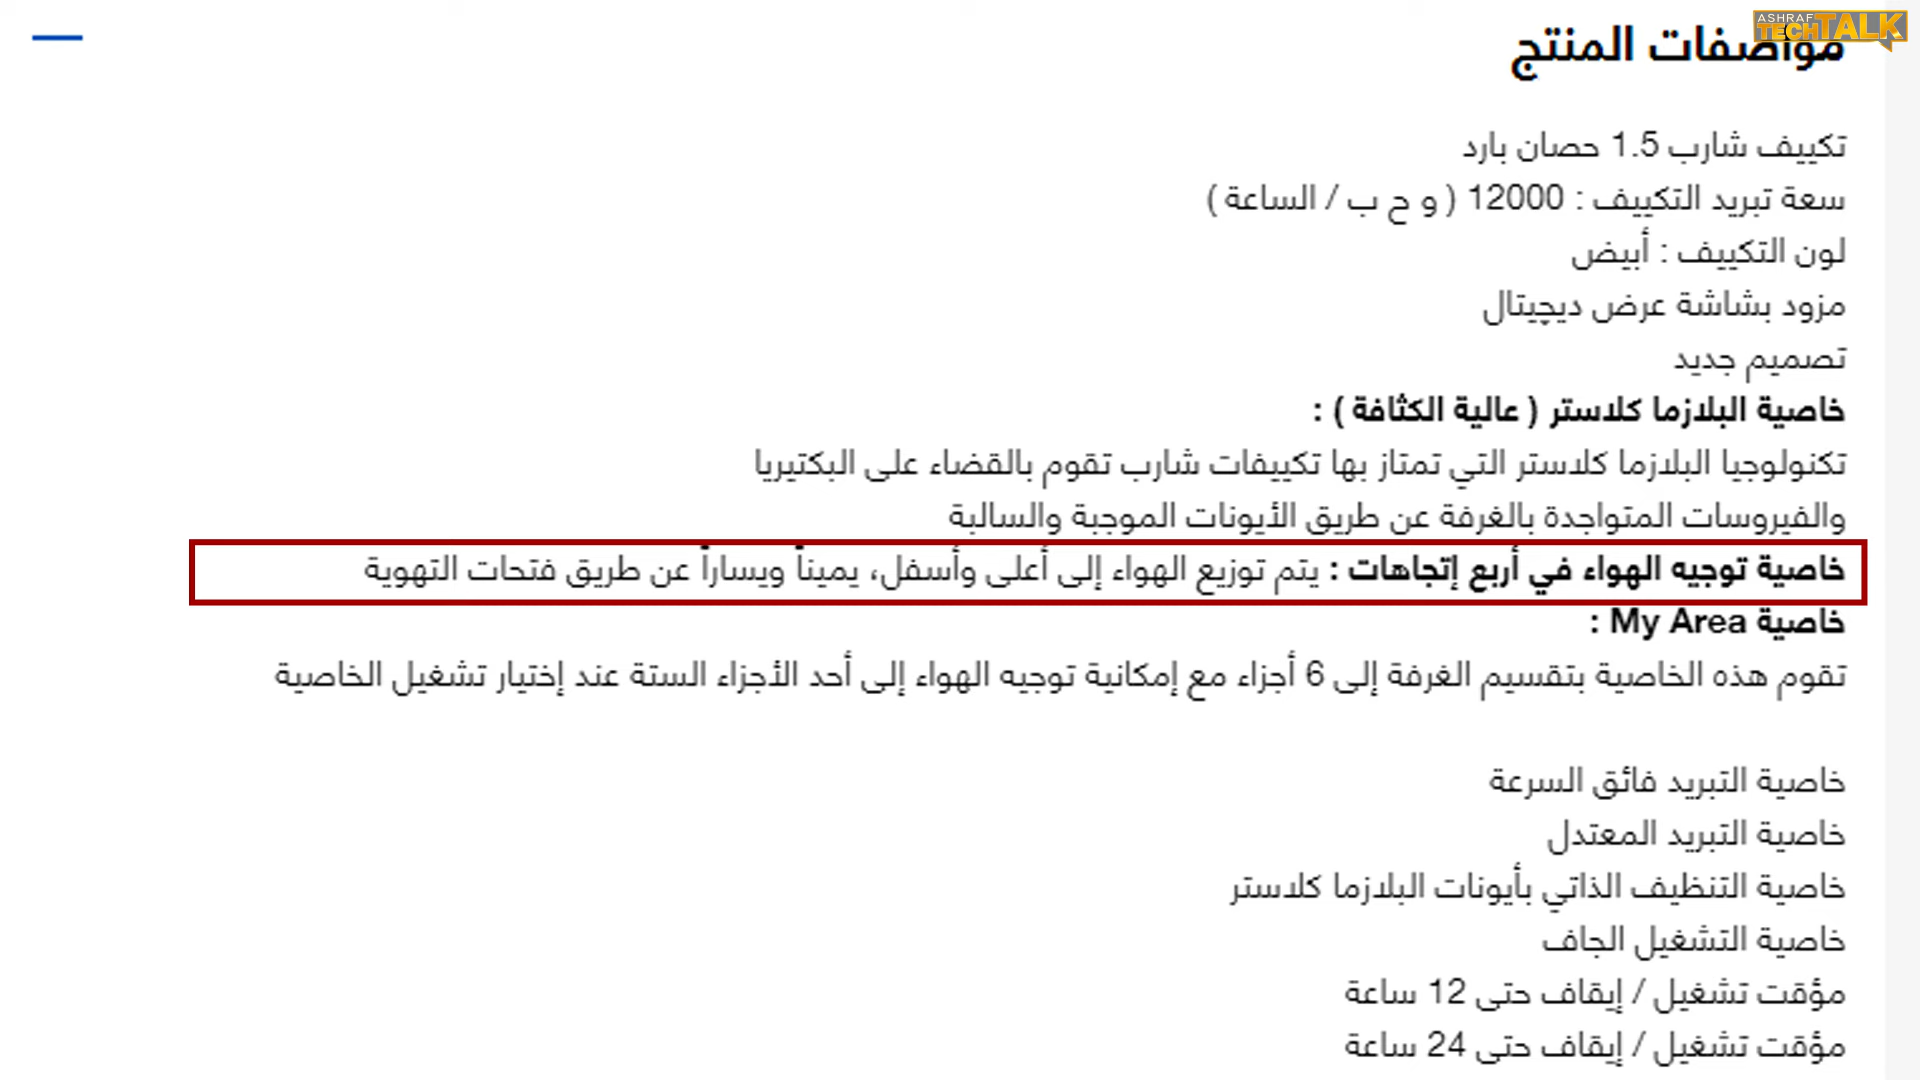 ASHRAF
TECHTALK
مواصفات المنتج
تكييف شارب 1.5 حصان بارد
سعة تبريد التكييف : 12000 ( و ح ب / الساعة )
لون التكييف : أبيض
مزود بشاشة عرض ديچيتال
تصميم جديد
خاصية البلازما كلاستر ( عالية الكثافة ) :
تكنولوجيا البلازما كلاستر التي تمتاز بها تكييفات شارب تقوم بالقضاء على البكتيريا
والفيروسات المتواجدة بالغرفة عن طريق الأيونات الموجبة والسالبة
خاصية توجيه الهواء في أربع إتجاهات : يتم توزيع الهواء إلى أعلى وأسفل، يميناً ويساراً عن طريق فتحات التهوية
خاصية My Area :
تقوم هذه الخاصية بتقسيم الغرفة إلى 6 أجزاء مع إمكانية توجيه الهواء إلى أحد الأجزاء الستة عند إختيار تشغيل الخاصية
خاصية التبريد فائق السرعة
خاصية التبريد المعتدل
خاصية التنظيف الذاتي بأيونات البلازما كلاستر
خاصية التشغيل الجاف
مؤقت تشغيل / إيقاف حتى 12 ساعة
مؤقت تشغيل / إيقاف حتى 24 ساعة